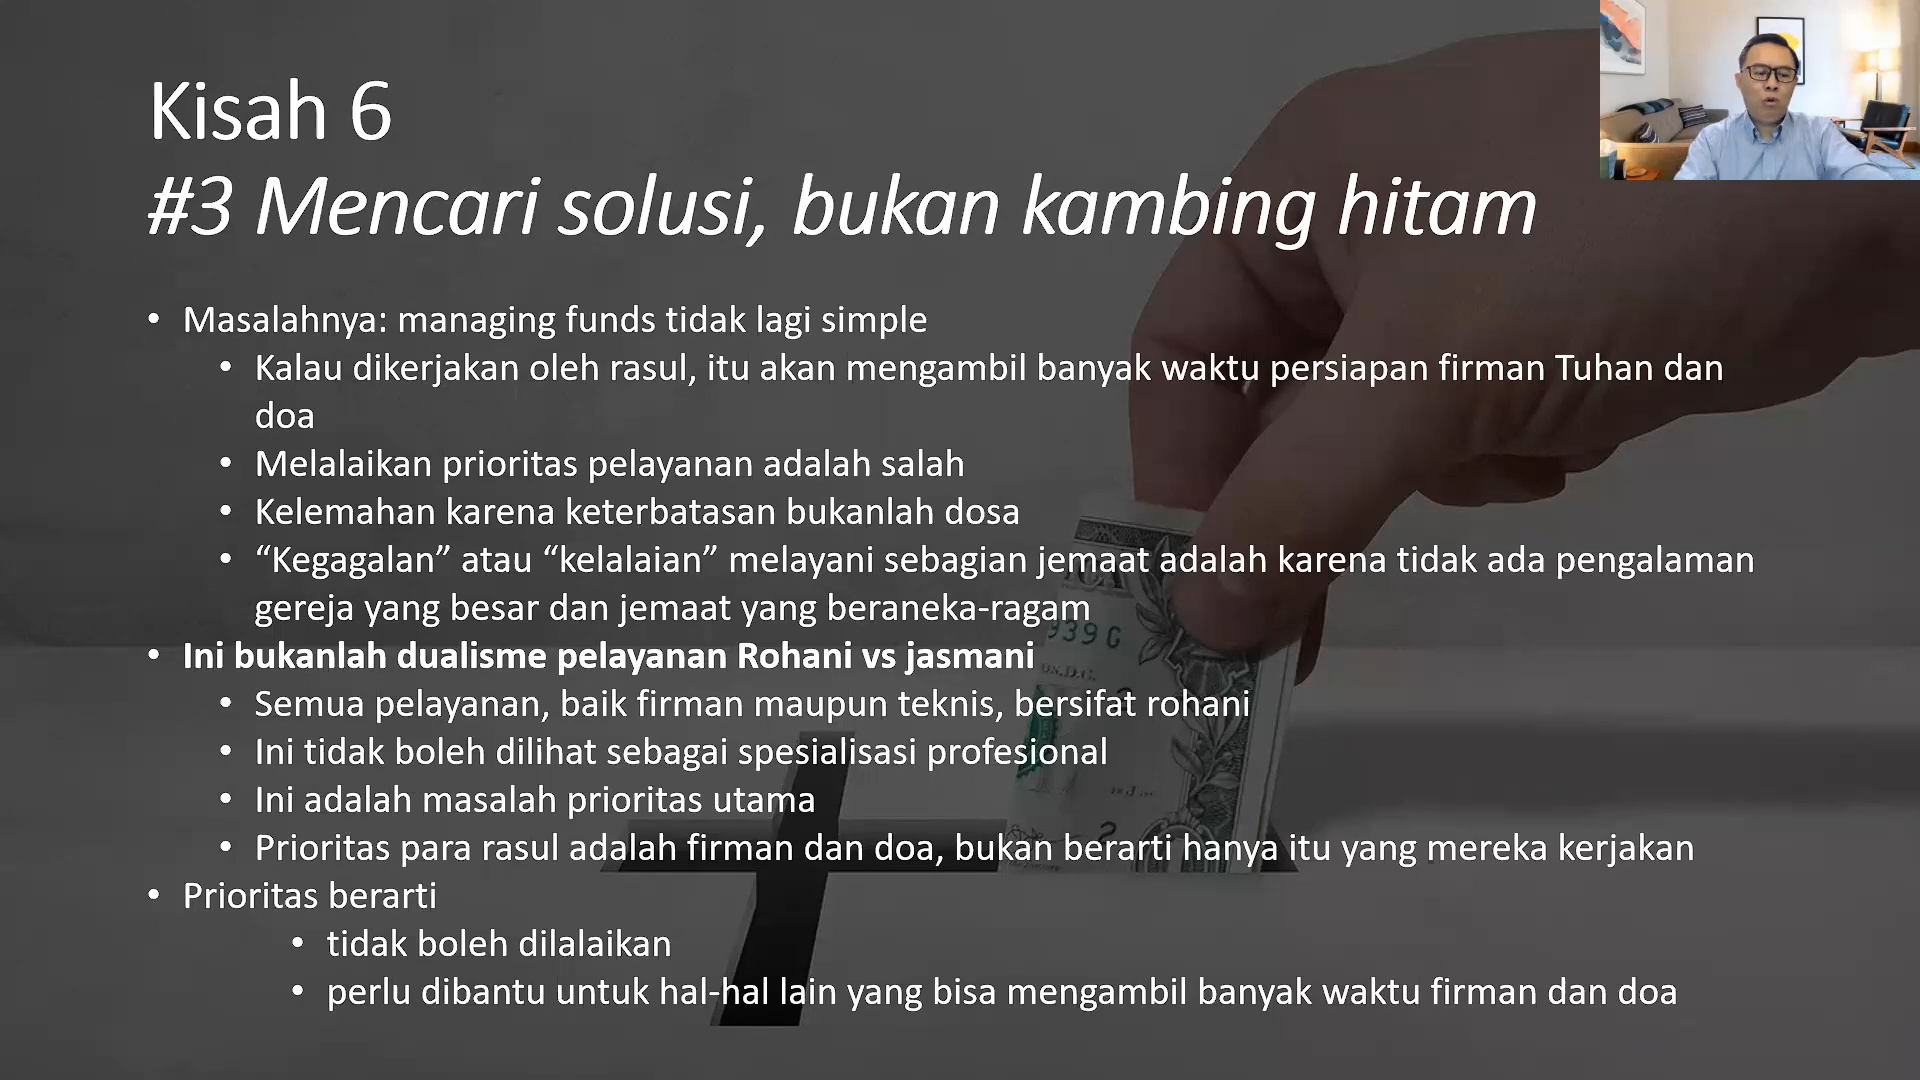 Kisah 6
#3 Mencari solusi, bukan kambing hitam
• Masalahnya: managing funds tidak lagi simple
• Kalau dikerjakan oleh rasul, itu akan mengambil banyak waktu persiapan firman Tuhan dan
doa
• Melalaikan prioritas pelayanan adalah salah
• Kelemahan karena keterbatasan bukanlah dosa
• “Kegagalan” atau “kelalaian” melayani sebagian jemaat adalah karena tidak ada pengalaman
gereja yang besar dan jemaat yang beraneka-ragam
• Ini bukanlah dualisme pelayanan Rohani vs jasmani
• Semua pelayanan, baik firman maupun teknis, bersifat rohani
• Ini tidak boleh dilihat sebagai spesialisasi profesional
• Ini adalah masalah prioritas utama
• Prioritas para rasul adalah firman dan doa, bukan berarti hanya itu yang mereka kerjakan
• Prioritas berarti
• tidak boleh dilalaikan
• perlu dibantu untuk hal-hal lain yang bisa mengambil banyak waktu firman dan doa